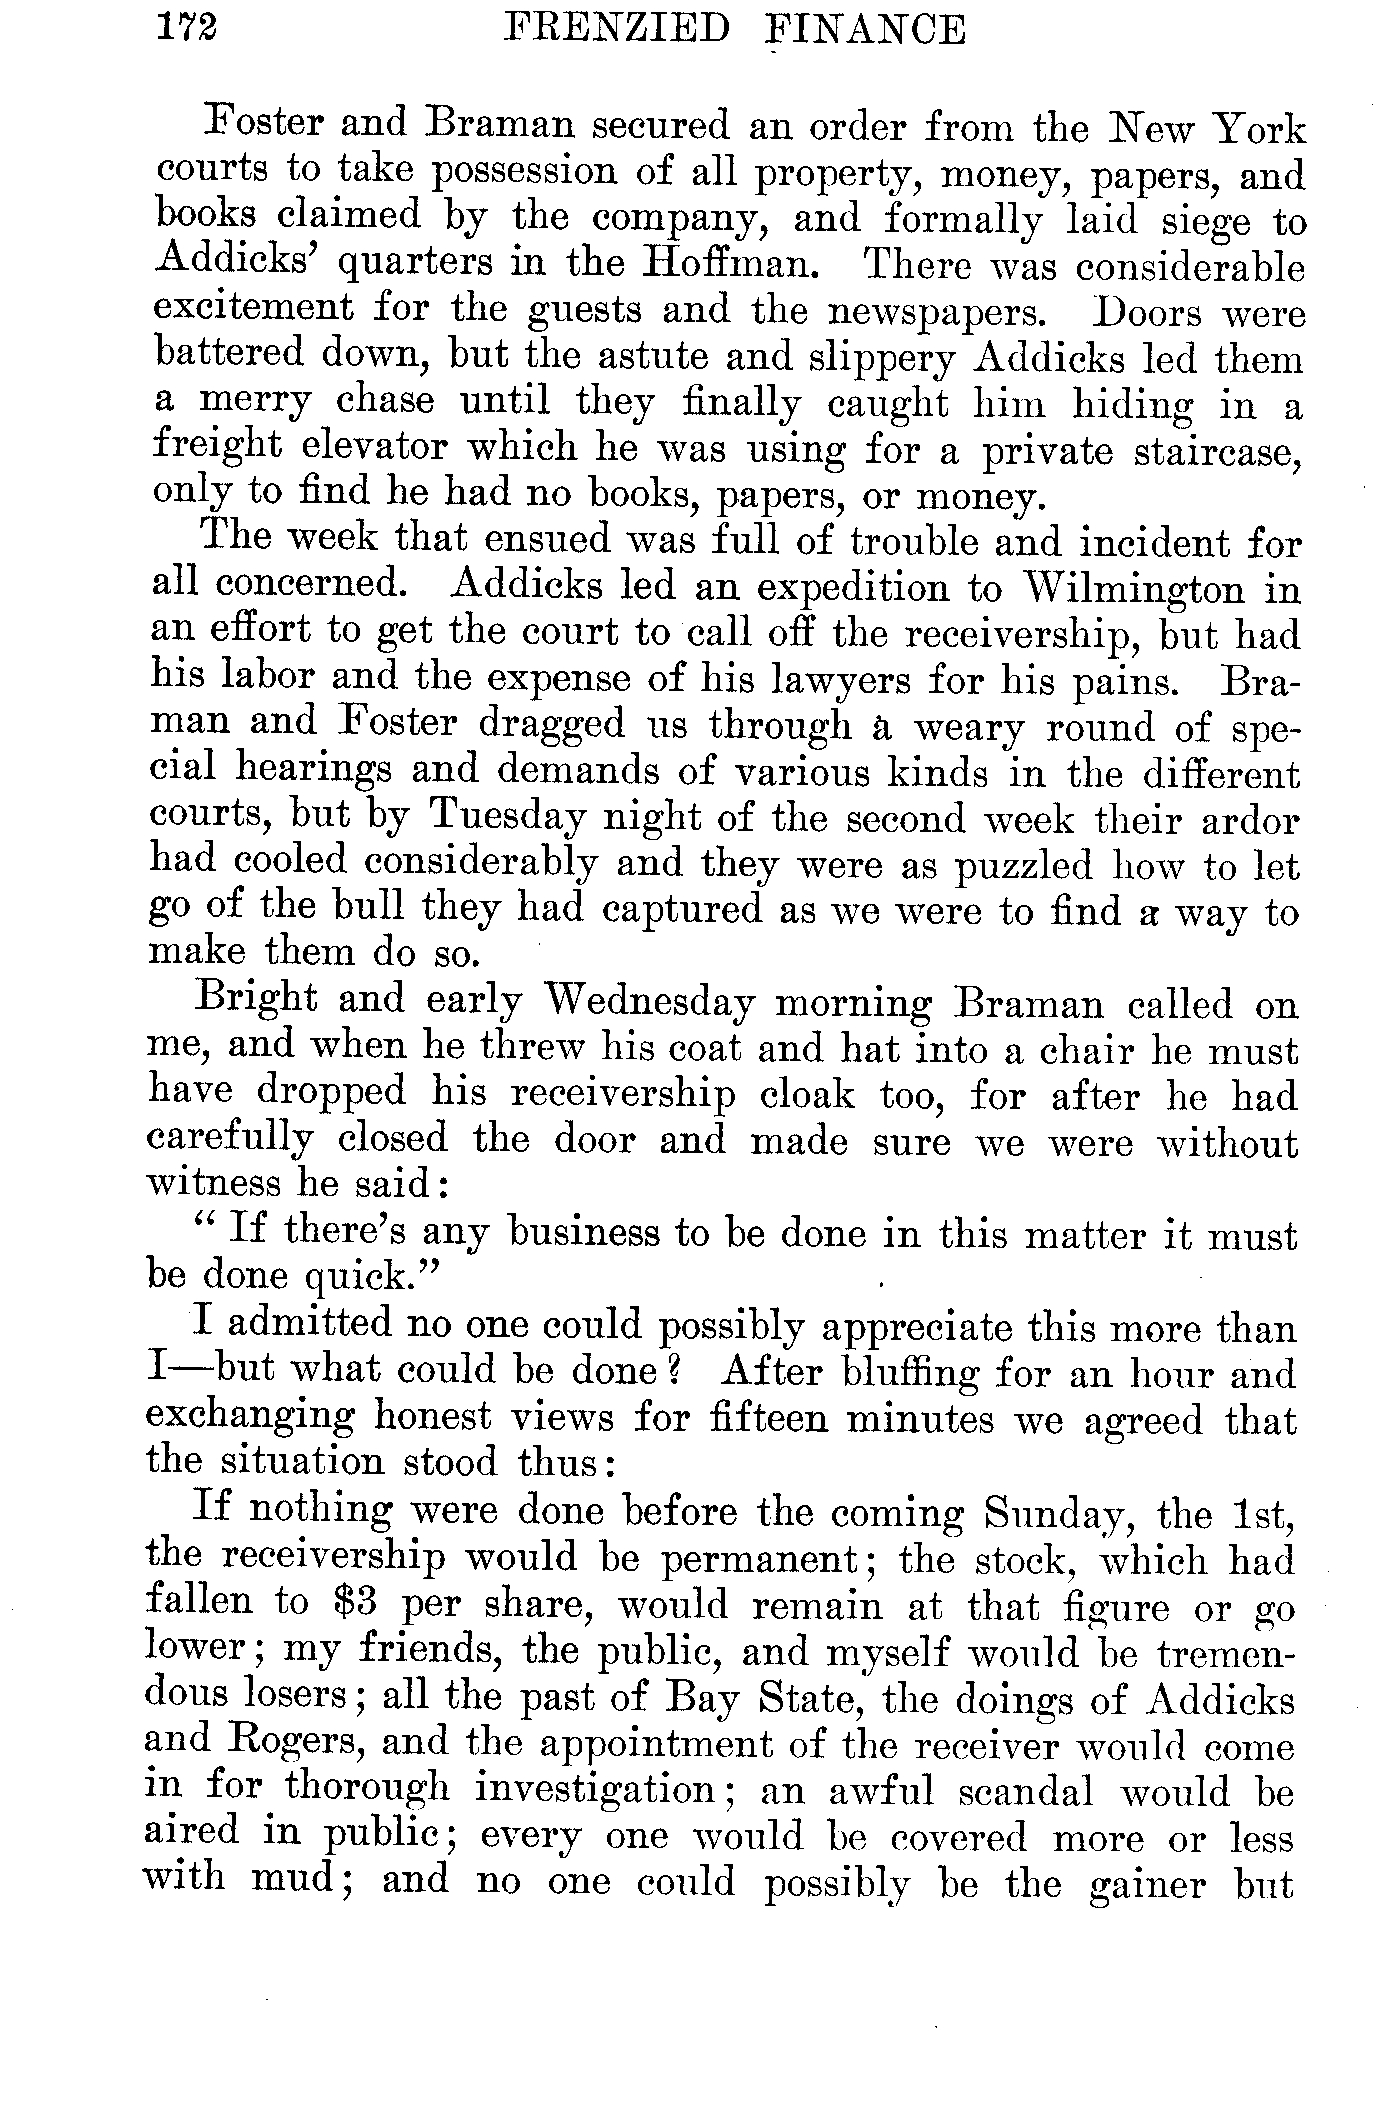 172 FRENZIED FINANCE
Foster and Braman secured an order from the New York
courts to take possession of all property, money, papers, and
books claimed by the company, and formally laid siege to
Addicks' quarters in the Hoffman. There was considerable
excitement for the guests and the newspapers. Doors were
battered down, but the astute and slippery Addicks led them
a merry chase until they finally caught him hiding in a
freight elevator which he was using for a private staircase,
only to find he had no books, papers, or money.
The week that ensued was full of trouble and incident for
all concerned. Addicks led an expedition to Wilmington in
an effort to get the court to call off the receivership, but had
his labor and the expense of his lawyers for his pains. Bra-
man and Foster dragged us through a weary round of spe-
cial hearings and demands of various kinds in the different
courts, but by Tuesday night of the second week their ardor
had cooled considerably and they were as puzzled how to let
go of the bull they had captured as we were to find a way to
make them do so.
Bright and early Wednesday morning Braman called on
me, and when he threw his coat and hat into a chair he must
have dropped his receivership cloak too, for after he had
carefully closed the door and made sure we were without
witness he said:
"If there's any business to be done in this matter it must
be done quick."
I admitted no one could possibly appreciate this more than
I—but what could be done? After bluffing for an hour and
exchanging honest views for fifteen minutes we agreed that
the situation stood thus:
If nothing were done before the coming Sunday, the 1st,
the receivership would be permanent; the stock, which had
fallen to $3 per share, would remain at that figure or go
lower; my friends, the public, and myself would be tremen-
dous losers; all the past of Bay State, the doings of Addicks
and Rogers, and the appointment of the receiver would come
in for thorough investigation; an awful scandal would be
aired in public; every one would be covered more or less
with mud; and no one could possibly be the gainer but